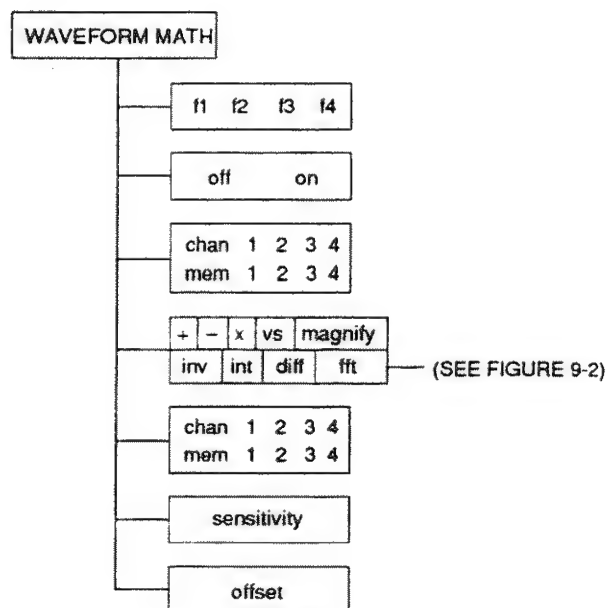 WAVEFORM MATH
f1 f2 f3 f4
off on
chan 1 2 3 4
mem 1 2 3 4
+ - x vs magnify
inv int diff fft (SEE FIGURE 9-2)
chan 1 2 3 4
mem 1 2 3 4
sensitivity
offset